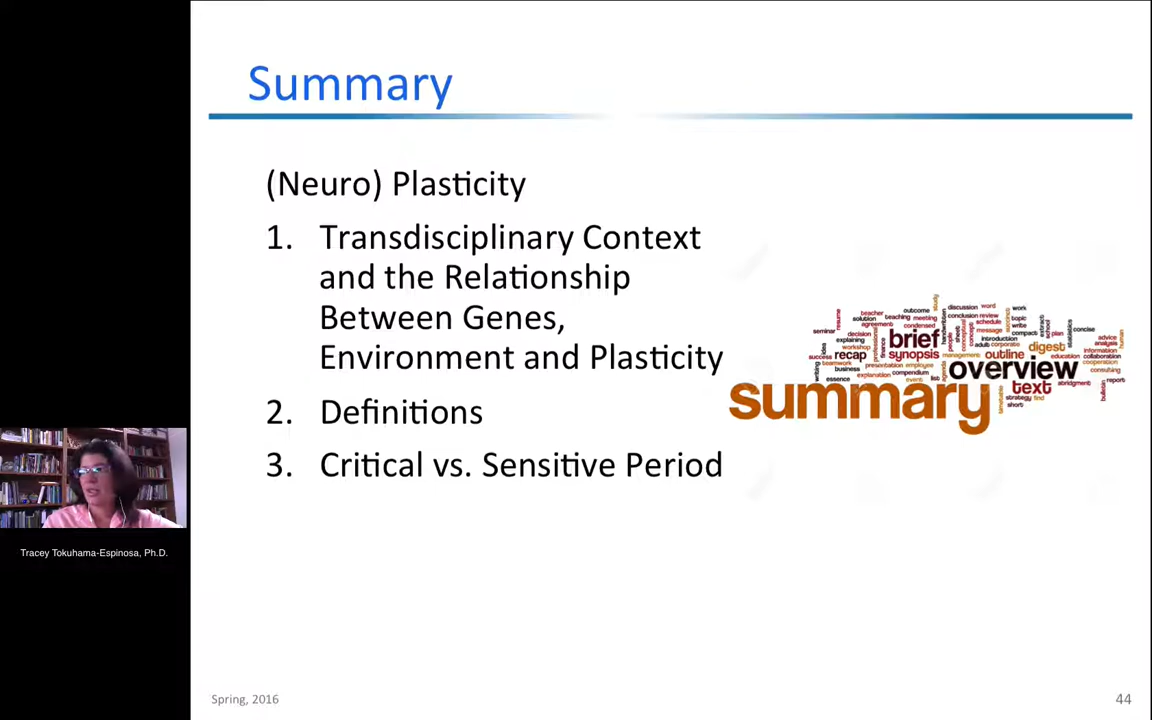 Summary
(Neuro) Plasticity
1. Transdisciplinary Context
and the Relationship
Between Genes,
Environment and Plasticity
2. Definitions
3. Critical vs. Sensitive Period
summary
overview
brief
synopsis
recap
outline
digest
text
Tracey Tokuhama-Espinosa, Ph.D.
Spring, 2016
44